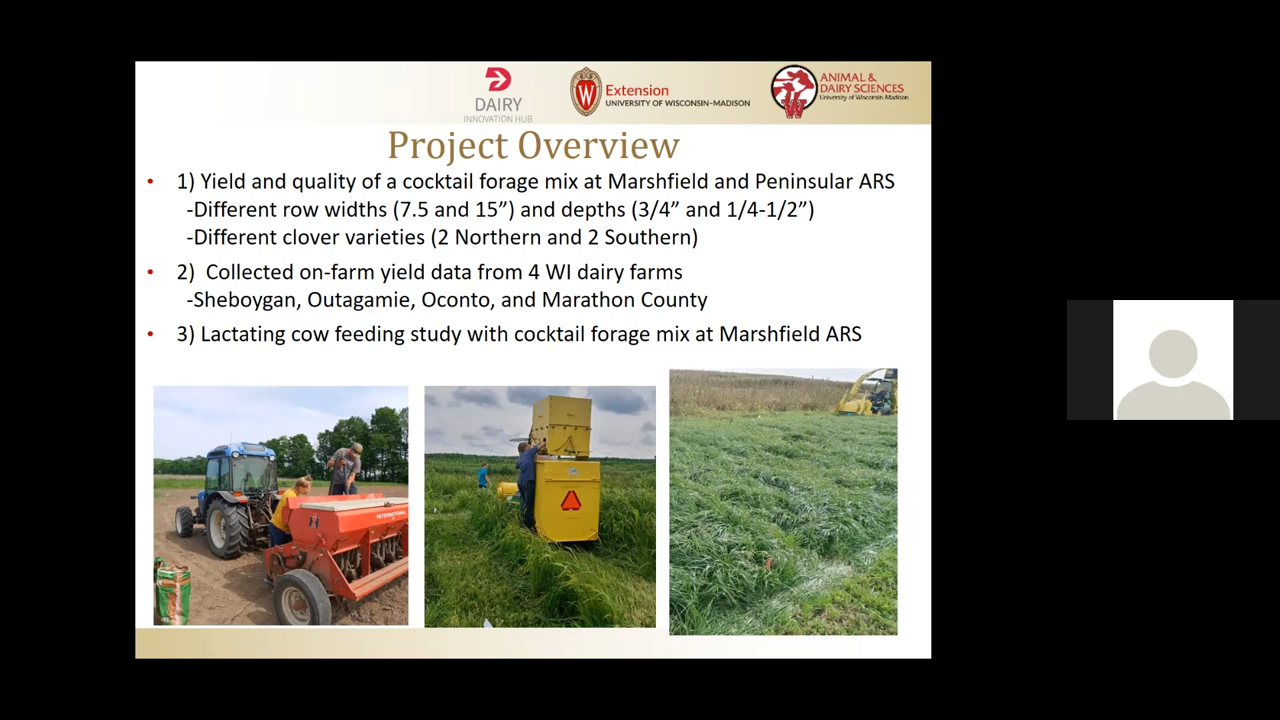 DAIRY
INNOVATION HUB
W
Extension
UNIVERSITY OF WISCONSIN–MADISON
W
ANIMAL &
DAIRY SCIENCES
University of Wisconsin-Madison
Project Overview
• 1) Yield and quality of a cocktail forage mix at Marshfield and Peninsular ARS
-Different row widths (7.5 and 15”) and depths (3/4” and 1/4-1/2”)
-Different clover varieties (2 Northern and 2 Southern)
• 2) Collected on-farm yield data from 4 WI dairy farms
-Sheboygan, Outagamie, Oconto, and Marathon County
• 3) Lactating cow feeding study with cocktail forage mix at Marshfield ARS
INTERNATIONAL